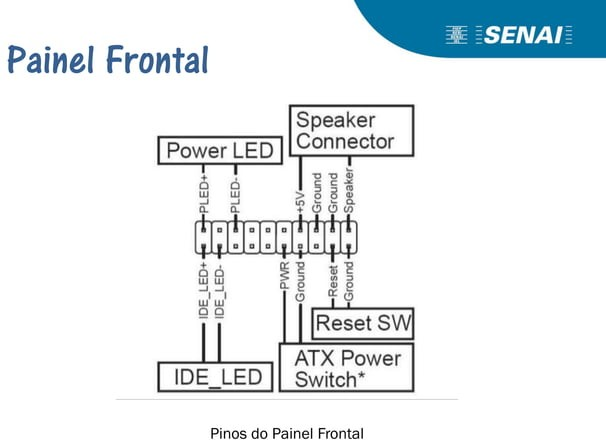 SENAI
Painel Frontal
Speaker
Connector
Power LED
PLED+
PLED-
+5V
Ground
Ground
Speaker
IDE_LED+
IDE_LED-
PWR
Ground
Reset
Ground
Reset SW
ATX Power
Switch*
IDE_LED
Pinos do Painel Frontal